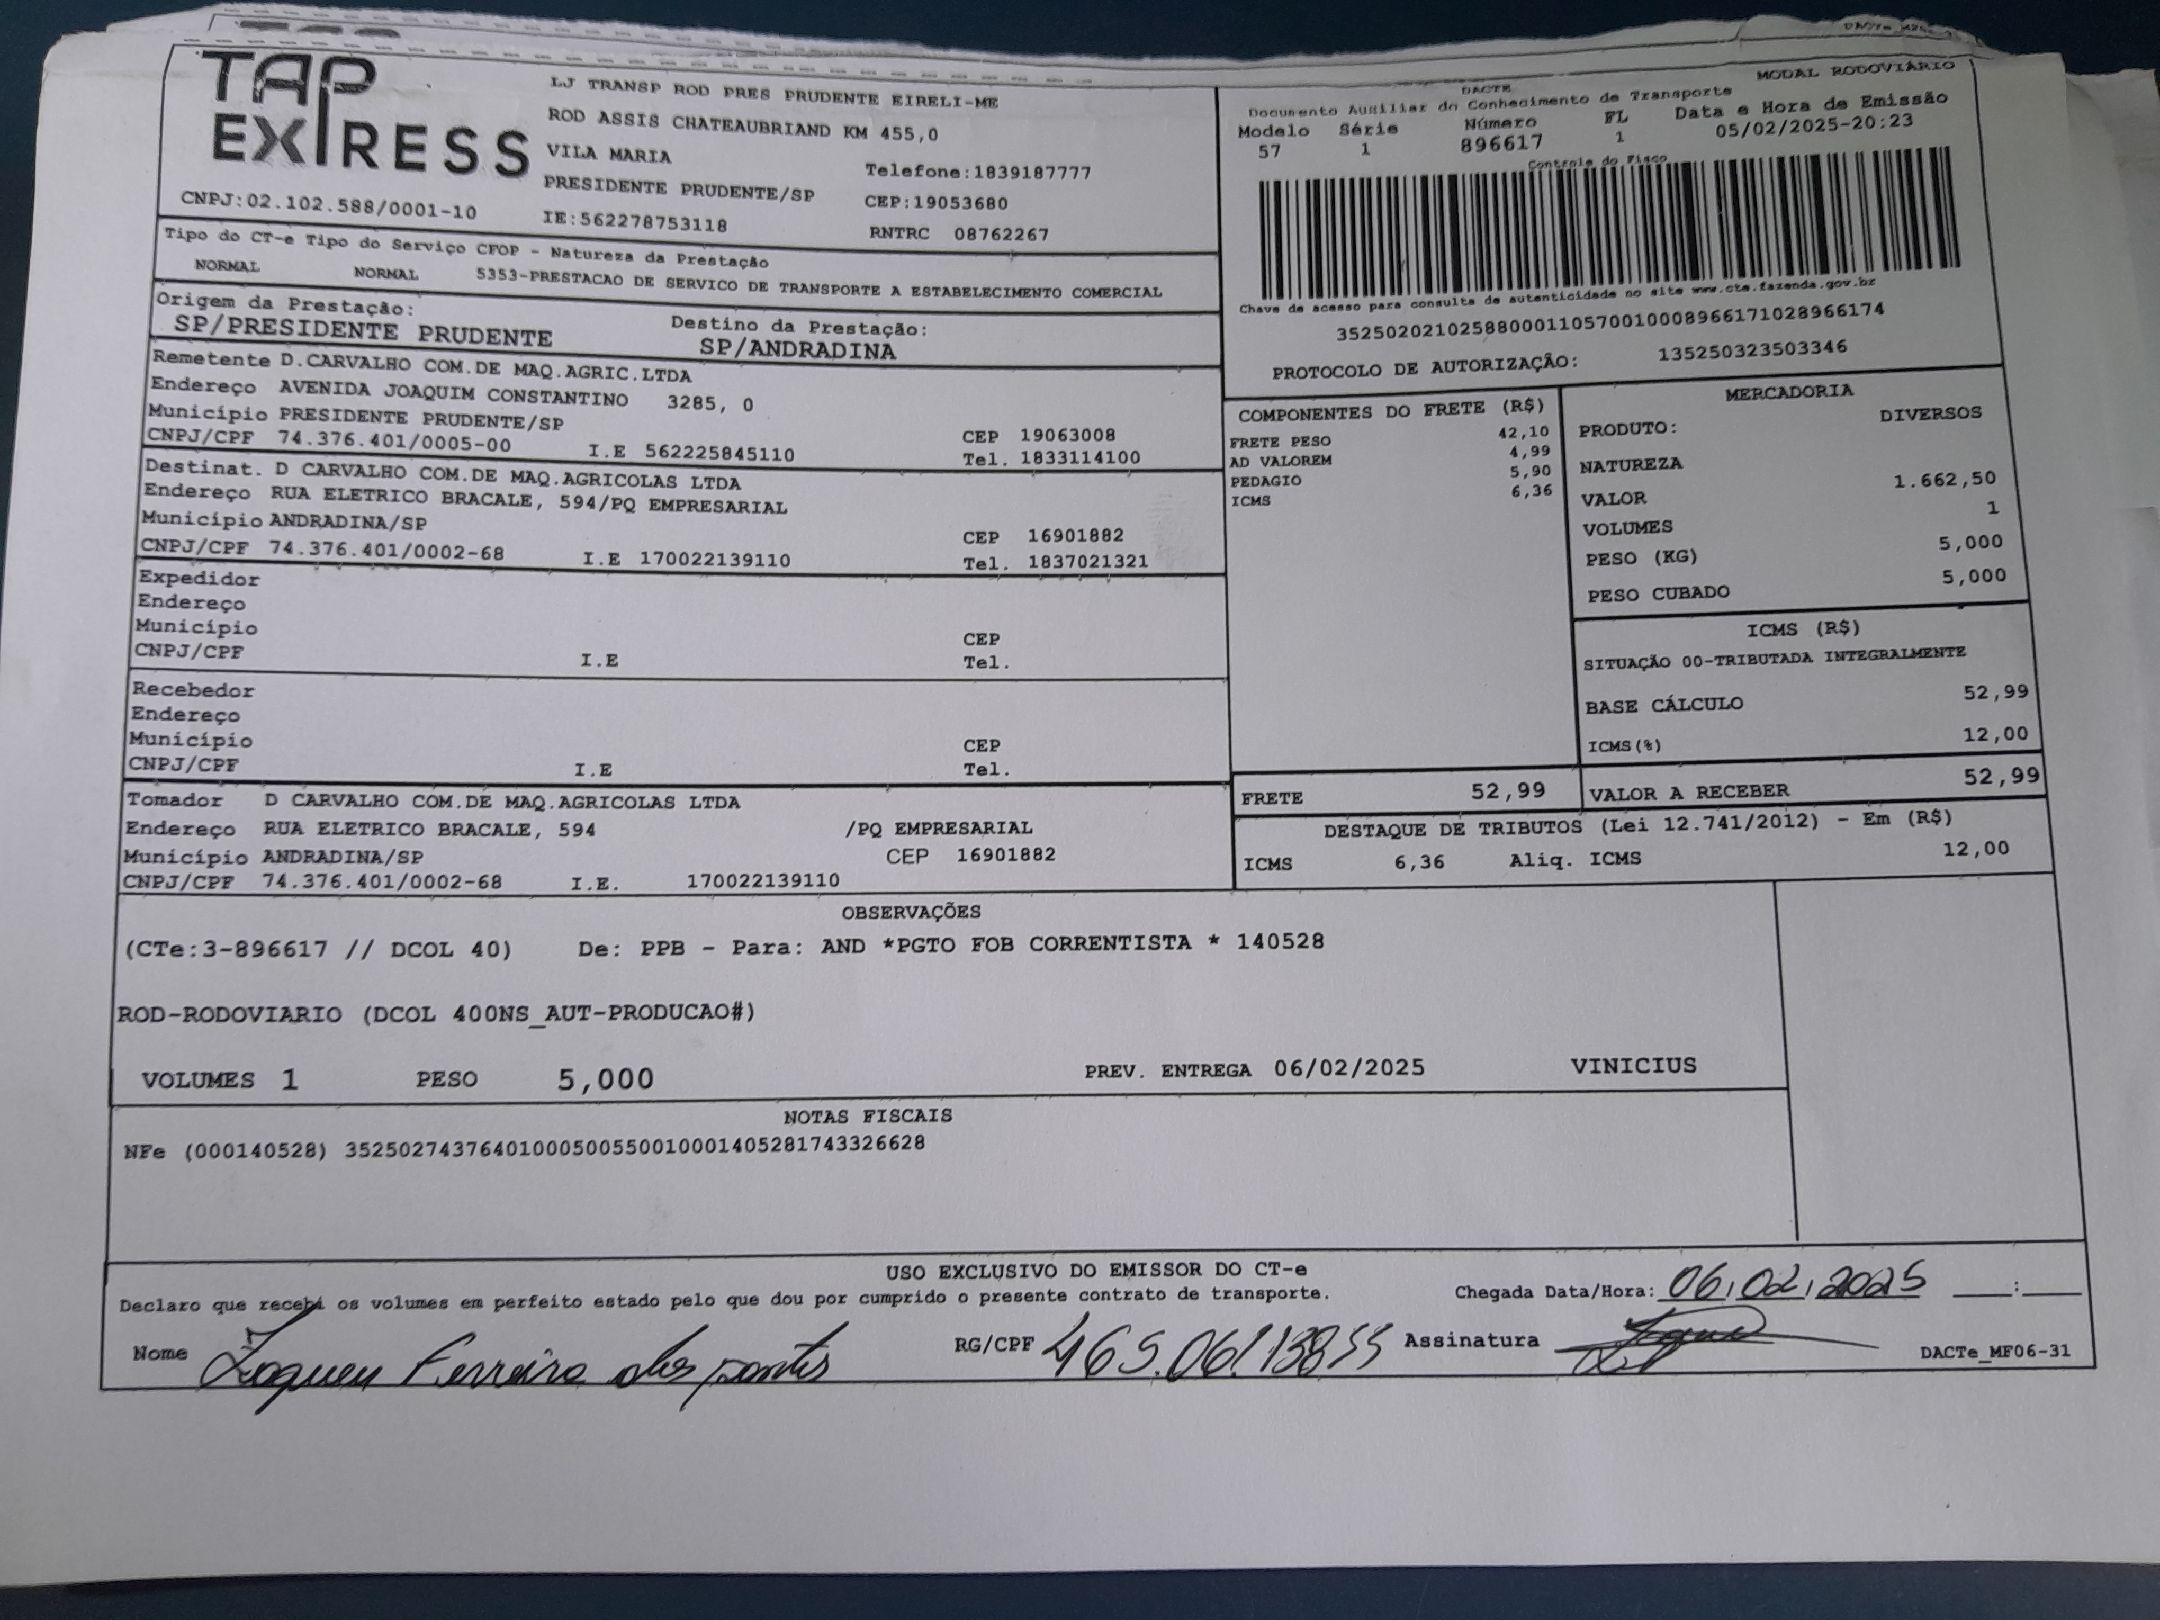 TAP EXPRESS
LJ TRANSP ROD PRES PRUDENTE EIRELI-ME
ROD ASSIS CHATEAUBRIAND KM 455,0
VILA MARIA
Telefone:1839187777
PRESIDENTE PRUDENTE/SP CEP:19053680
CNPJ:02.102.588/0001-10 IE:562278753118 RNTRC 08762267
MODAL RODOVIÁRIO
DACTE
Documento Auxiliar do Conhecimento de Transporte
Modelo Série Número FL Data e Hora de Emissão
57 1 896617 1 05/02/2025-20:23
Controle do Fisco
Chave de acesso para consulta de autenticidade no site www.cte.fazenda.gov.br
35250202102588000110570010008966171028966174
PROTOCOLO DE AUTORIZAÇÃO: 135250323503346
Tipo do CT-e Tipo do Serviço CFOP - Natureza da Prestação
NORMAL NORMAL 5353-PRESTACAO DE SERVICO DE TRANSPORTE A ESTABELECIMENTO COMERCIAL
Origem da Prestação: Destino da Prestação:
SP/PRESIDENTE PRUDENTE SP/ANDRADINA
Remetente D.CARVALHO COM.DE MAQ.AGRIC.LTDA
Endereço AVENIDA JOAQUIM CONSTANTINO 3285, 0
Município PRESIDENTE PRUDENTE/SP CEP 19063008
CNPJ/CPF 74.376.401/0005-00 I.E 562225845110 Tel. 1833114100
Destinat. D CARVALHO COM.DE MAQ.AGRICOLAS LTDA
Endereço RUA ELETRICO BRACALE, 594/PQ EMPRESARIAL
Município ANDRADINA/SP CEP 16901882
CNPJ/CPF 74.376.401/0002-68 I.E 170022139110 Tel. 1837021321
Expedidor
Endereço
Município CEP
CNPJ/CPF I.E Tel.
Recebedor
Endereço
Município CEP
CNPJ/CPF I.E Tel.
Tomador D CARVALHO COM.DE MAQ.AGRICOLAS LTDA
Endereço RUA ELETRICO BRACALE, 594 /PQ EMPRESARIAL
Município ANDRADINA/SP CEP 16901882
CNPJ/CPF 74.376.401/0002-68 I.E. 170022139110
COMPONENTES DO FRETE (R$)
FRETE PESO 42,10
AD VALOREM 4,99
PEDAGIO 5,90
ICMS 6,36
MERCADORIA
PRODUTO: DIVERSOS
NATUREZA
VALOR 1.662,50
VOLUMES 1
PESO (KG) 5,000
PESO CUBADO 5,000
ICMS (R$)
SITUAÇÃO 00-TRIBUTADA INTEGRALMENTE
BASE CÁLCULO 52,99
ICMS(%) 12,00
FRETE 52,99 VALOR A RECEBER 52,99
DESTAQUE DE TRIBUTOS (Lei 12.741/2012) - Em (R$)
ICMS 6,36 Aliq. ICMS 12,00
OBSERVAÇÕES
(CTe:3-896617 // DCOL 40) De: PPB - Para: AND *PGTO FOB CORRENTISTA * 140528
ROD-RODOVIARIO (DCOL 400NS_AUT-PRODUCAO#)
VOLUMES 1 PESO 5,000 PREV. ENTREGA 06/02/2025 VINICIUS
NOTAS FISCAIS
NFe (000140528) 35250274376401000500550010001405281743326628
USO EXCLUSIVO DO EMISSOR DO CT-e
Declaro que recebi os volumes em perfeito estado pelo que dou por cumprido o presente contrato de transporte. Chegada Data/Hora: 06/02/2025 __:__
Nome Ferreira dos santos RG/CPF Assinatura
DACTe_MF06-31